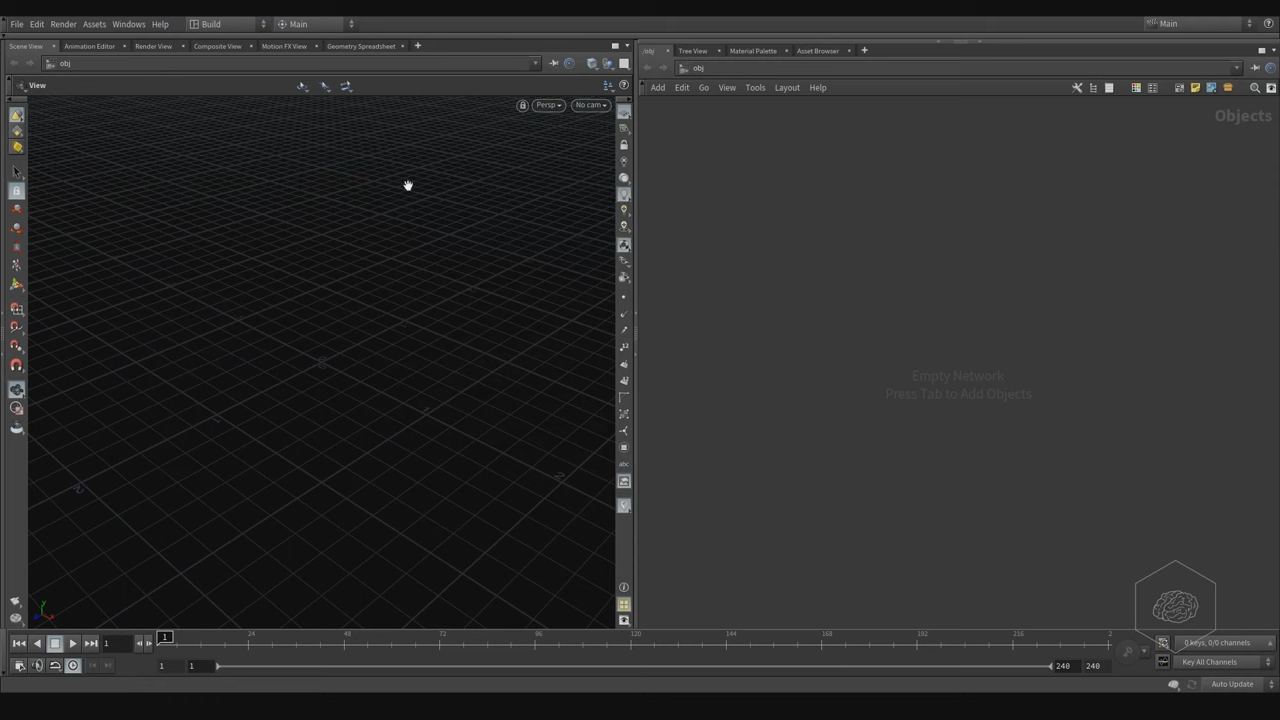 File Edit Render Assets Windows Help Build Main Main
Scene View Animation Editor Render View Composite View Motion FX View Geometry Spreadsheet
/obj Tree View Material Palette Asset Browser
obj
obj
View
Add Edit Go View Tools Layout Help
Persp No cam
Objects
Empty Network
Press Tab to Add Objects
abc
1 1 24 48 72 96 120 144 168 192 216 2
0 keys, 0/0 channels
1 1 240 240
Key All Channels
Auto Update